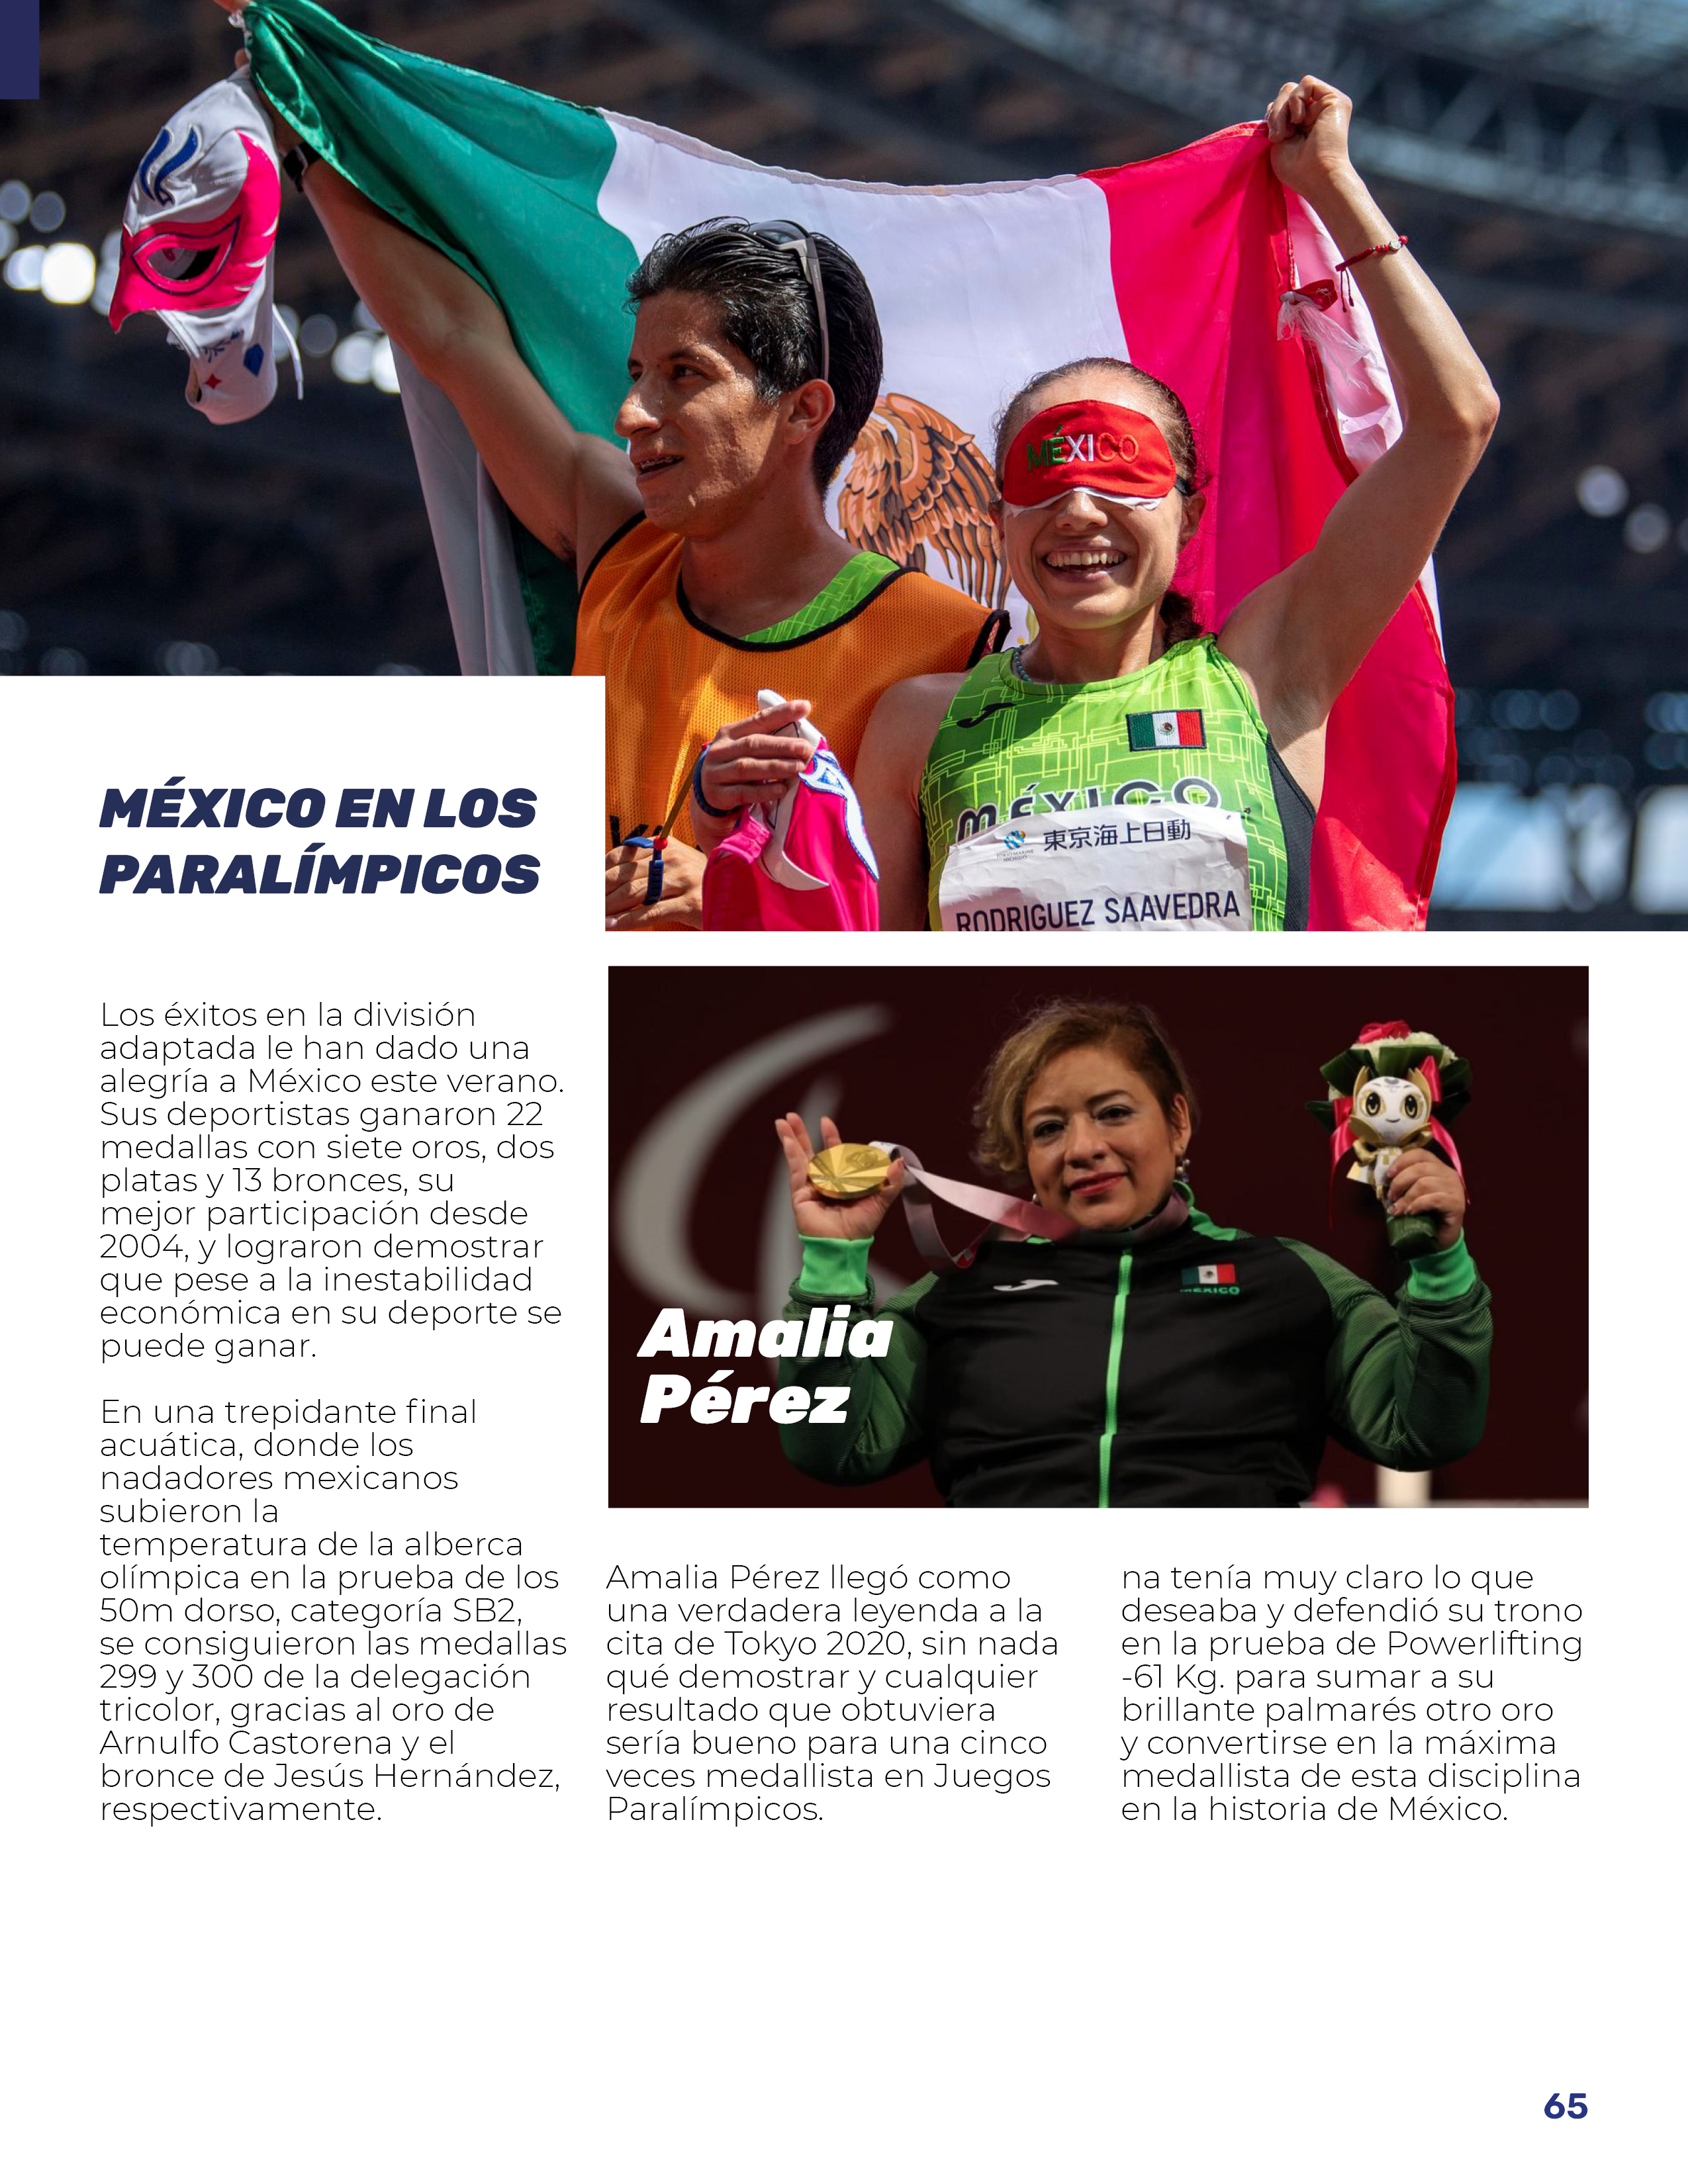 MÉXICO
MÉXICO
東京海上日動
RODRIGUEZ SAAVEDRA
MÉXICO EN LOS
PARALÍMPICOS
Los éxitos en la división
adaptada le han dado una
alegría a México este verano.
Sus deportistas ganaron 22
medallas con siete oros, dos
platas y 13 bronces, su
mejor participación desde
2004, y lograron demostrar
que pese a la inestabilidad
económica en su deporte se
puede ganar.
En una trepidante final
acuática, donde los
nadadores mexicanos
subieron la
temperatura de la alberca
olímpica en la prueba de los
50m dorso, categoría SB2,
se consiguieron las medallas
299 y 300 de la delegación
tricolor, gracias al oro de
Arnulfo Castorena y el
bronce de Jesús Hernández,
respectivamente.
MÉXICO
Amalia
Pérez
Amalia Pérez llegó como
una verdadera leyenda a la
cita de Tokyo 2020, sin nada
qué demostrar y cualquier
resultado que obtuviera
sería bueno para una cinco
veces medallista en Juegos
Paralímpicos.
na tenía muy claro lo que
deseaba y defendió su trono
en la prueba de Powerlifting
-61 Kg. para sumar a su
brillante palmarés otro oro
y convertirse en la máxima
medallista de esta disciplina
en la historia de México.
65